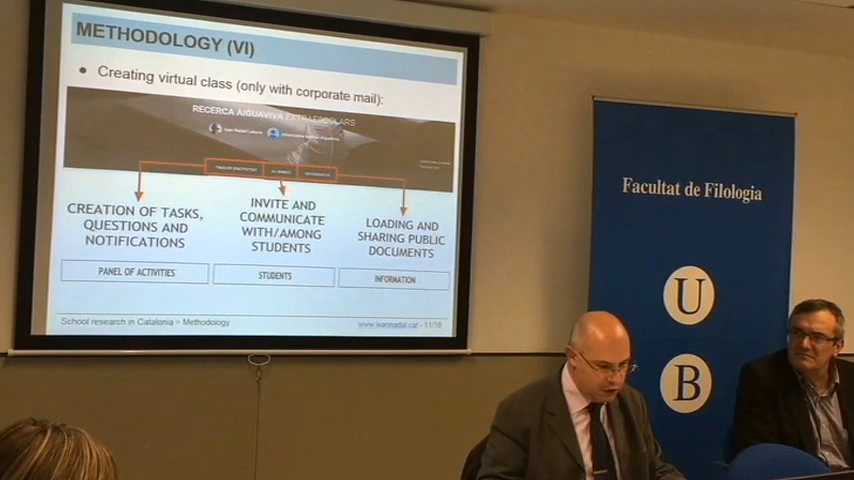 METHODOLOGY (VI)
• Creating virtual class (only with corporate mail):
RECERCA AIGUAVIVA EXTRAESCOLARS
CREATION OF TASKS,
QUESTIONS AND
NOTIFICATIONS
INVITE AND
COMMUNICATE
WITH/AMONG
STUDENTS
LOADING AND
SHARING PUBLIC
DOCUMENTS
PANEL OF ACTIVITIES
STUDENTS
INFORMATION
School research in Catalonia > Methodology
www.ivannadal.cat - 11/18
Facultat de Filologia
U
B